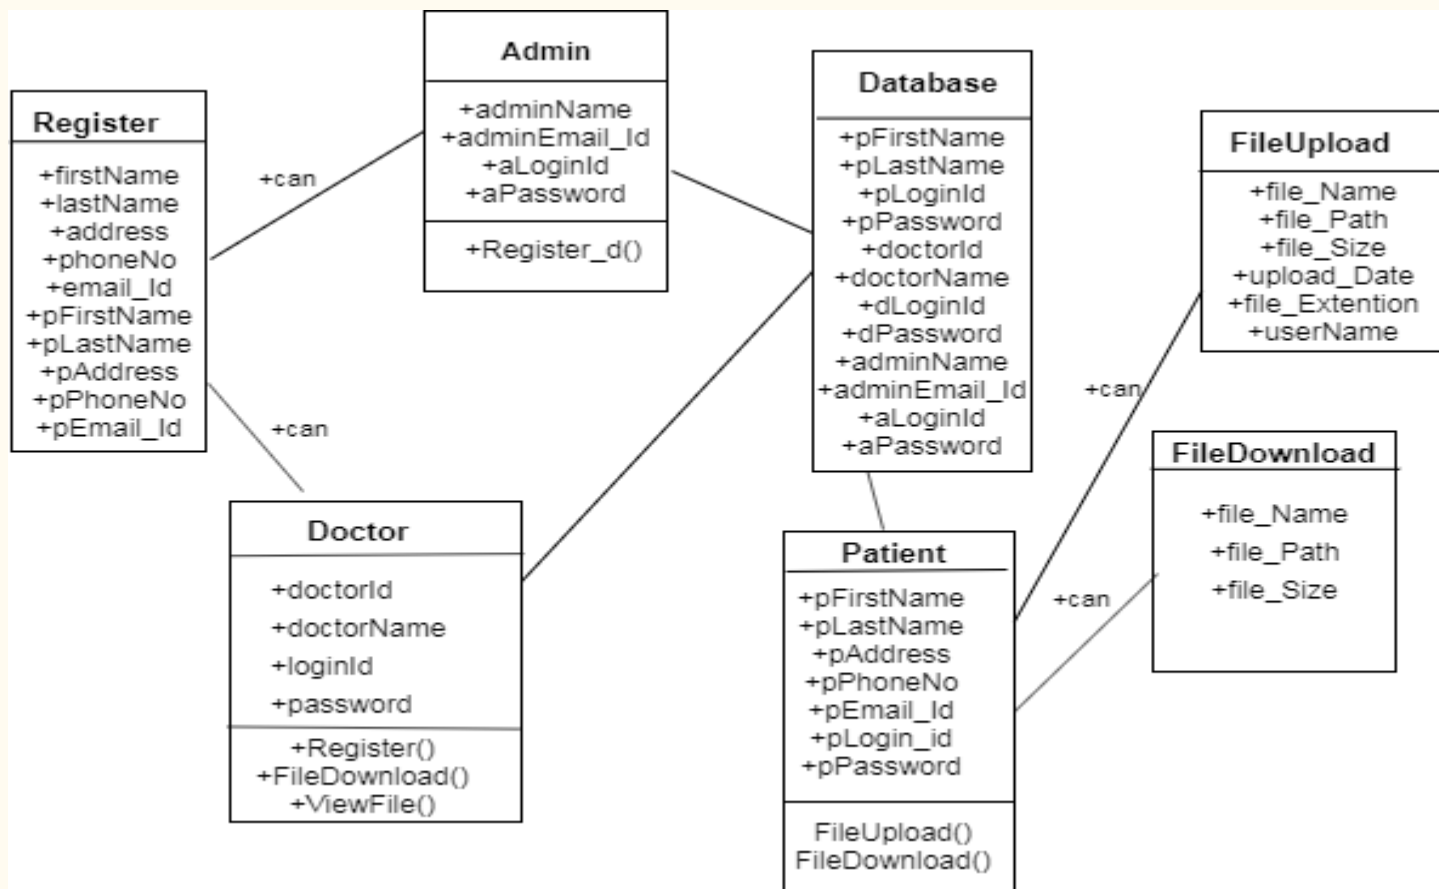 Register
+firstName
+lastName
+address
+phoneNo
+email_Id
+pFirstName
+pLastName
+pAddress
+pPhoneNo
+pEmail_Id
+can
+can
Admin
+adminName
+adminEmail_Id
+aLoginId
+aPassword
+Register_d()
Doctor
+doctorId
+doctorName
+loginId
+password
+Register()
+FileDownload()
+ViewFile()
Database
+pFirstName
+pLastName
+pLoginId
+pPassword
+doctorId
+doctorName
+dLoginId
+dPassword
+adminName
+adminEmail_Id
+aLoginId
+aPassword
Patient
+pFirstName
+pLastName
+pAddress
+pPhoneNo
+pEmail_Id
+pLogin_id
+pPassword
FileUpload()
FileDownload()
+can
+can
FileUpload
+file_Name
+file_Path
+file_Size
+upload_Date
+file_Extention
+userName
FileDownload
+file_Name
+file_Path
+file_Size